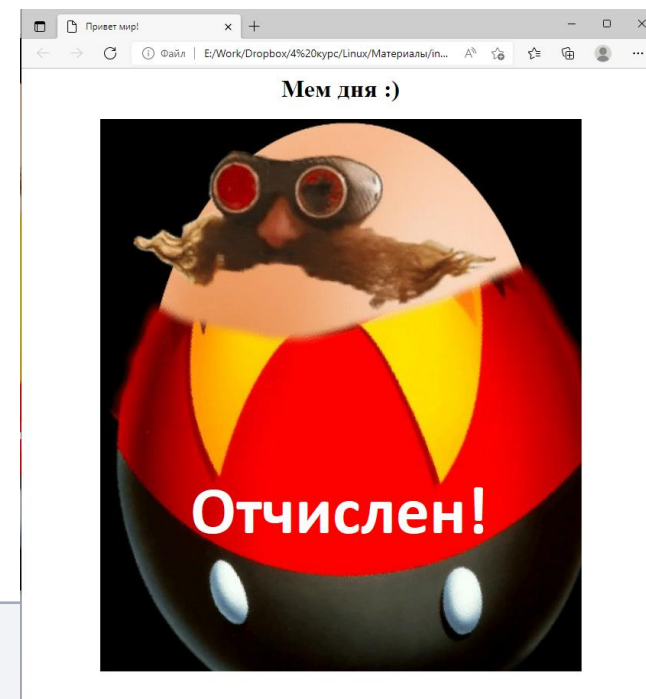 Привет мир!
Файл | E:/Work/Dropbox/4%20курс/Linux/Материалы/in...
Мем дня :)
Отчислен!